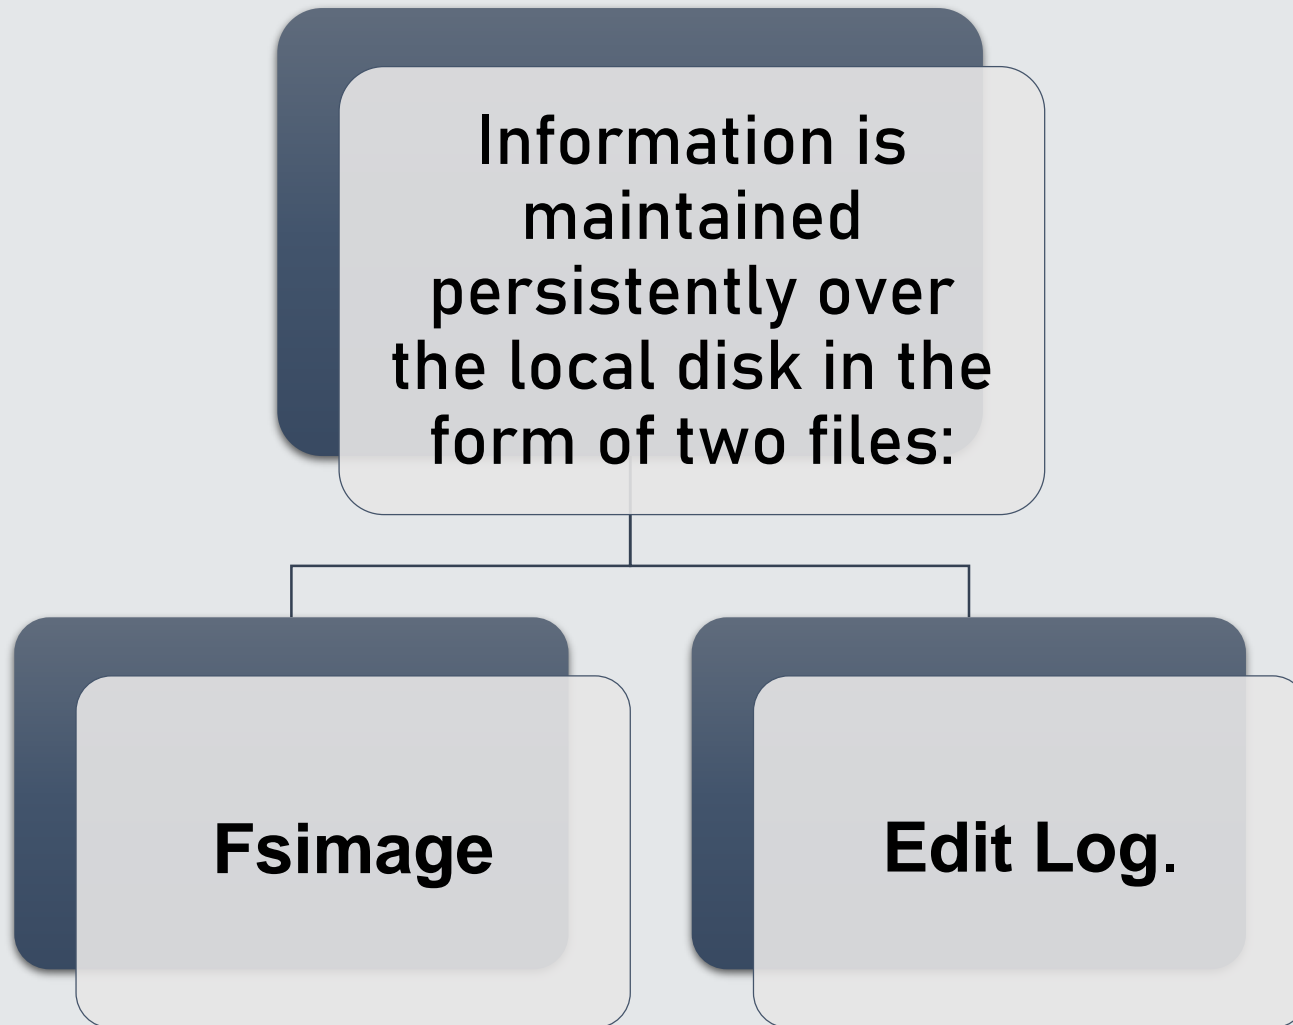 Information is
maintained
persistently over
the local disk in the
form of two files:
Fsimage
Edit Log.